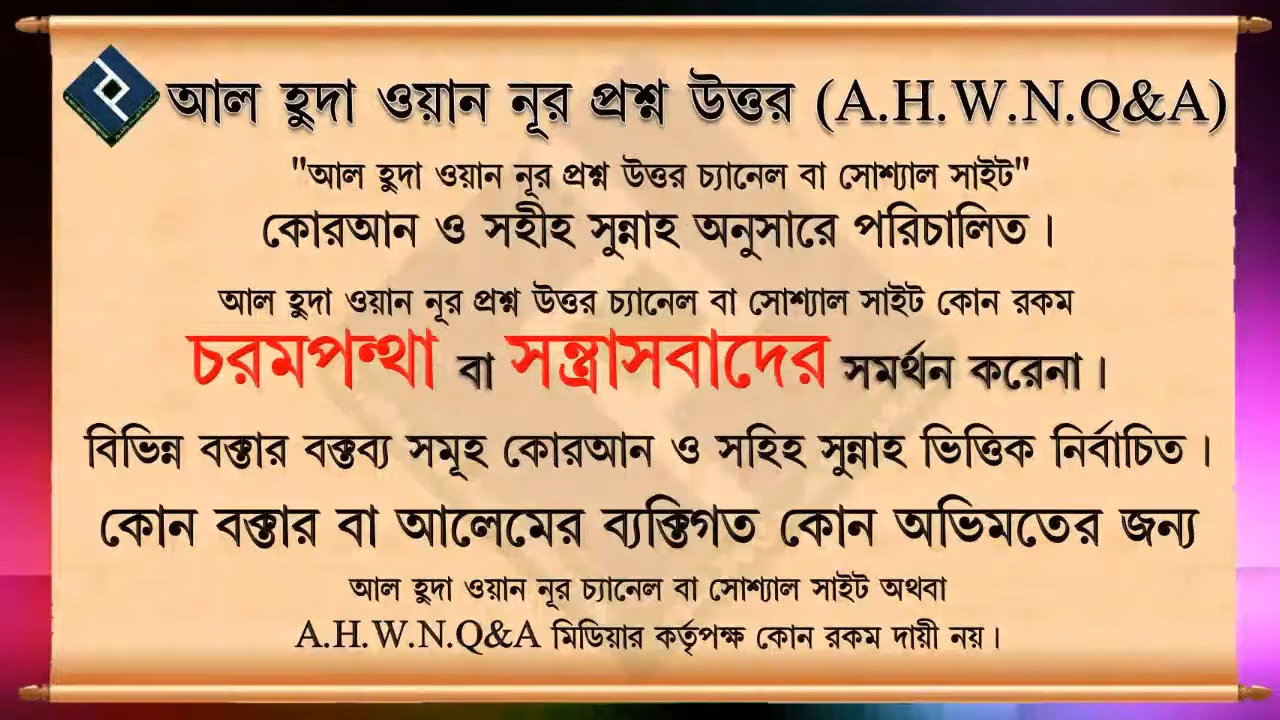 আল হুদা ওয়ান নূর প্রশ্ন উত্তর (A.H.W.N.Q&A)
"আল হুদা ওয়ান নূর প্রশ্ন উত্তর চ্যানেল বা সোশ্যাল সাইট"
কোরআন ও সহীহ সুন্নাহ অনুসারে পরিচালিত।
আল হুদা ওয়ান নূর প্রশ্ন উত্তর চ্যানেল বা সোশ্যাল সাইট কোন রকম
চরমপন্থা বা সন্ত্রাসবাদের সমর্থন করেনা।
বিভিন্ন বক্তার বক্তব্য সমূহ কোরআন ও সহিহ সুন্নাহ ভিত্তিক নির্বাচিত।
কোন বক্তার বা আলেমের ব্যক্তিগত কোন অভিমতের জন্য
আল হুদা ওয়ান নূর চ্যানেল বা সোশ্যাল সাইট অথবা
A.H.W.N.Q&A মিডিয়ার কর্তৃপক্ষ কোন রকম দায়ী নয়।